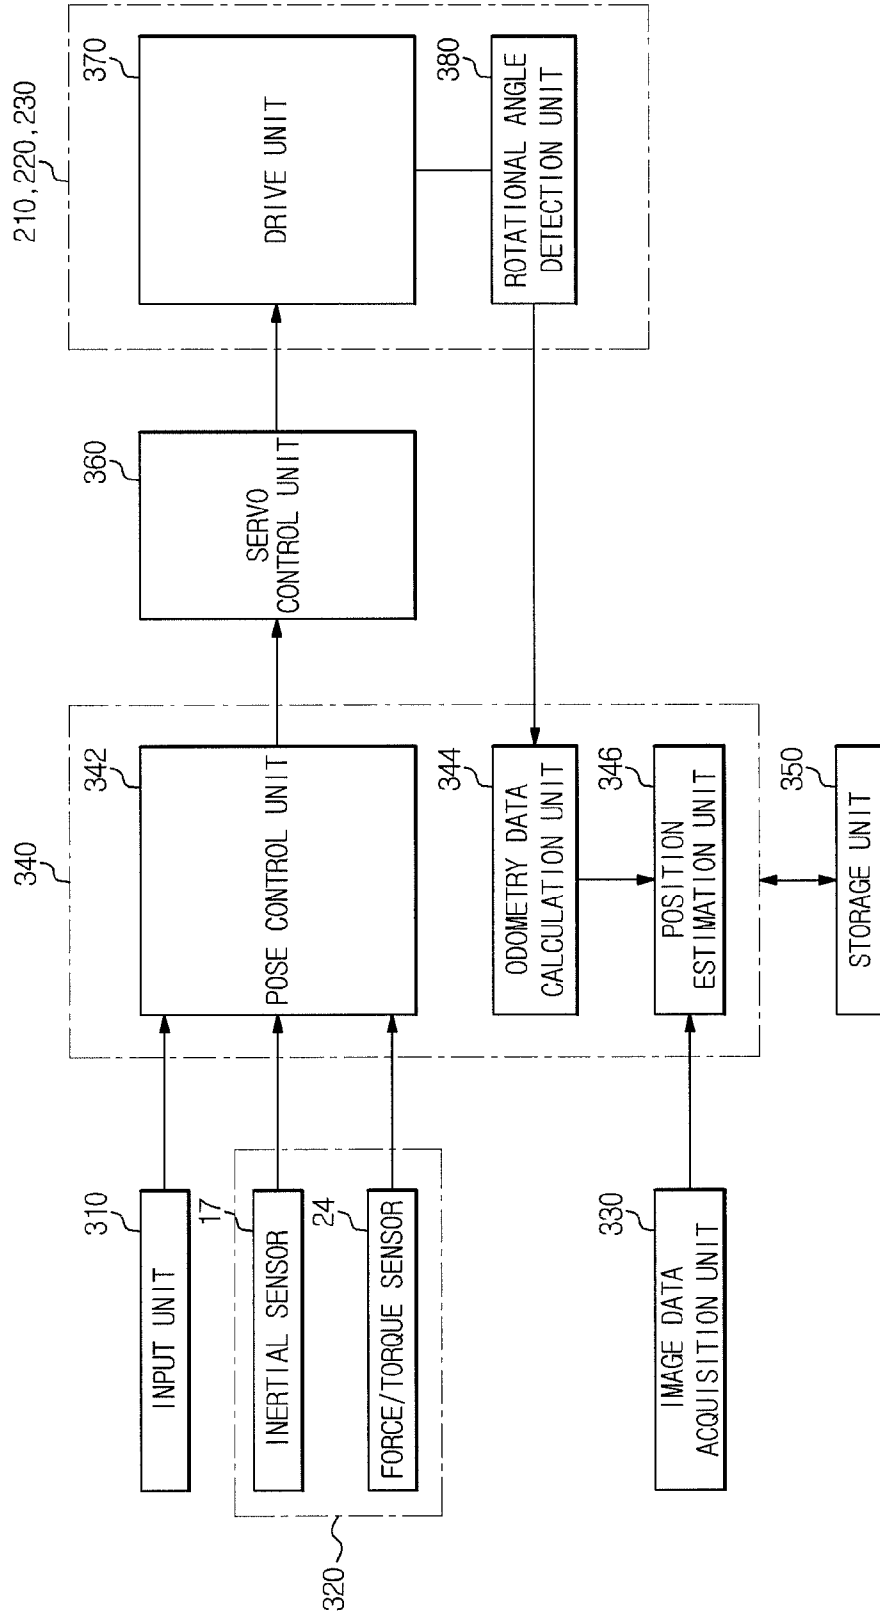 310
INPUT UNIT
17
INERTIAL SENSOR
24
FORCE/TORQUE SENSOR
320
330
IMAGE DATA
ACQUISITION UNIT
340
342
POSE CONTROL UNIT
344
ODOMETRY DATA
CALCULATION UNIT
346
POSITION
ESTIMATION UNIT
350
STORAGE UNIT
360
SERVO
CONTROL UNIT
210,220,230
370
DRIVE UNIT
380
ROTATIONAL ANGLE
DETECTION UNIT